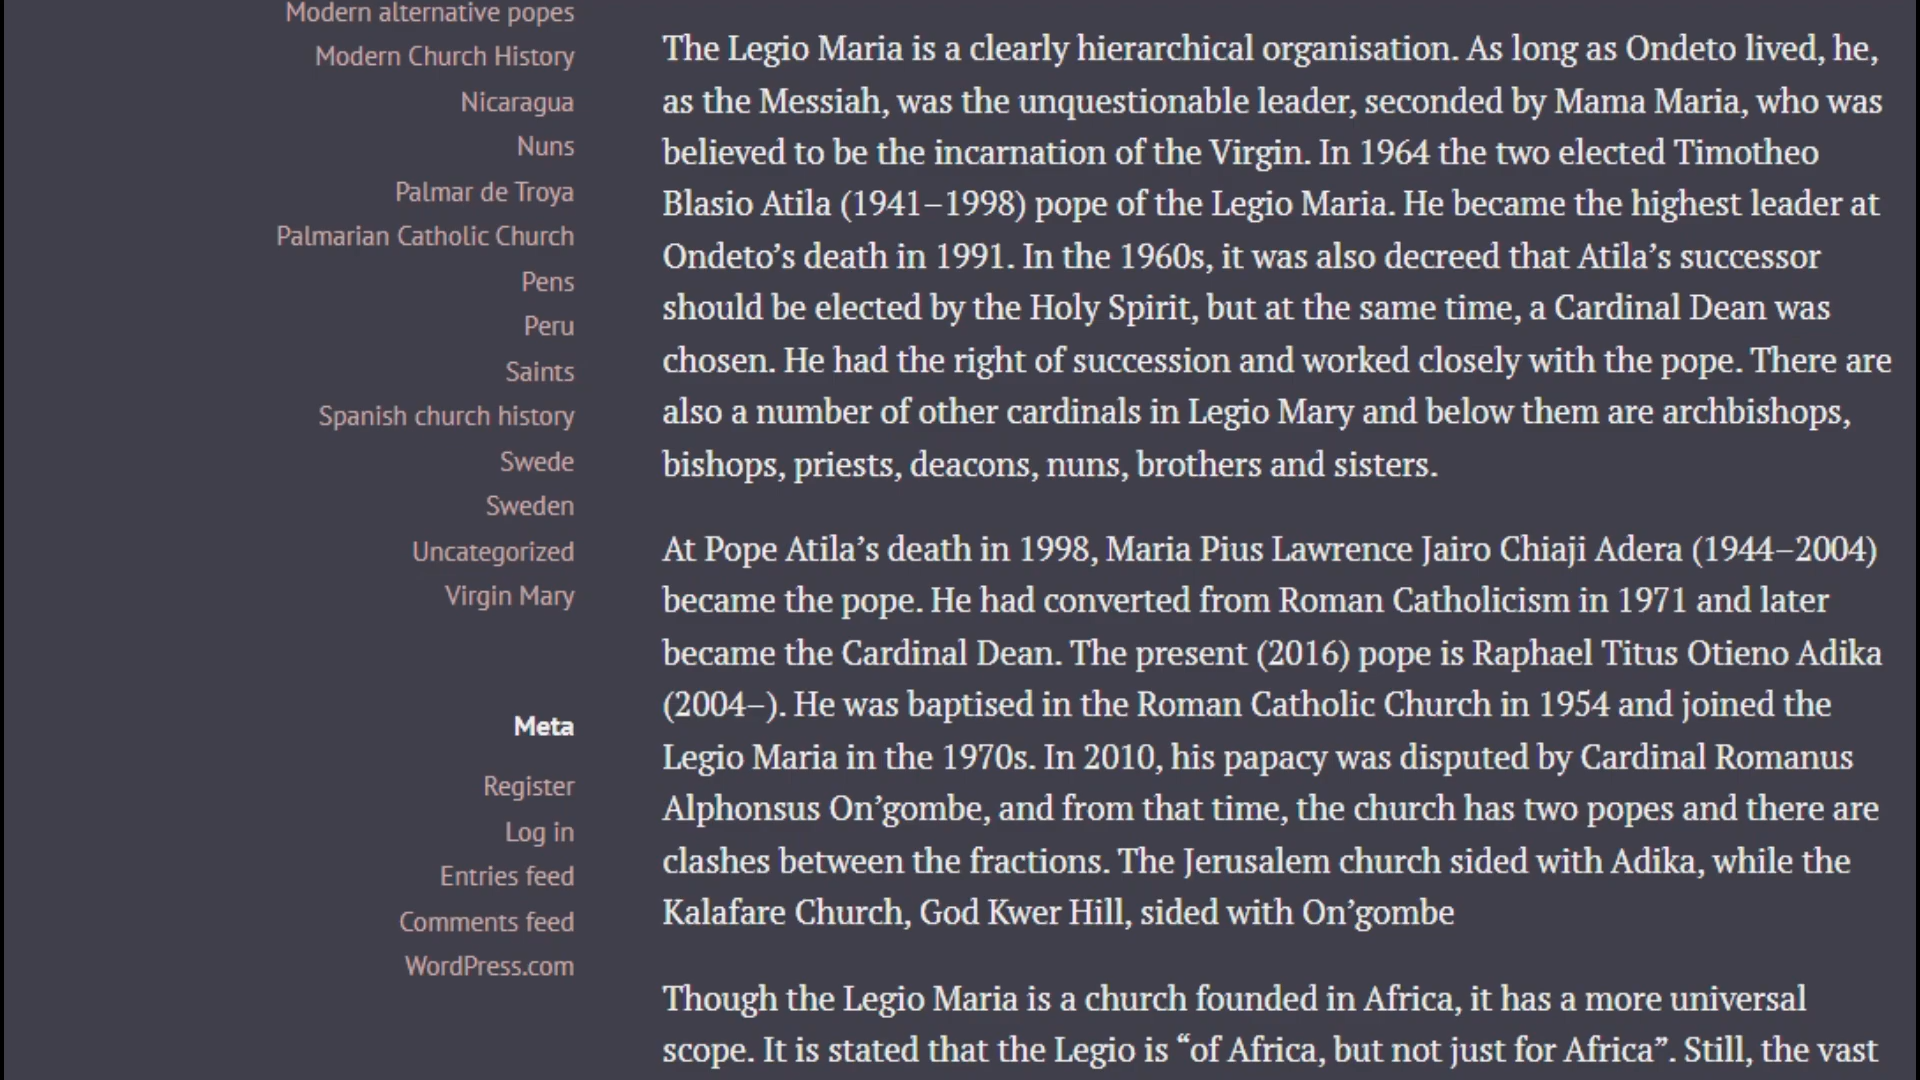 Modern alternative popes
Modern Church History
Nicaragua
Nuns
Palmar de Troya
Palmarian Catholic Church
Pens
Peru
Saints
Spanish church history
Swede
Sweden
Uncategorized
Virgin Mary
Meta
Register
Log in
Entries feed
Comments feed
WordPress.com
The Legio Maria is a clearly hierarchical organisation. As long as Ondeto lived, he,
as the Messiah, was the unquestionable leader, seconded by Mama Maria, who was
believed to be the incarnation of the Virgin. In 1964 the two elected Timotheo
Blasio Atila (1941–1998) pope of the Legio Maria. He became the highest leader at
Ondeto’s death in 1991. In the 1960s, it was also decreed that Atila’s successor
should be elected by the Holy Spirit, but at the same time, a Cardinal Dean was
chosen. He had the right of succession and worked closely with the pope. There are
also a number of other cardinals in Legio Mary and below them are archbishops,
bishops, priests, deacons, nuns, brothers and sisters.
At Pope Atila’s death in 1998, Maria Pius Lawrence Jairo Chiaji Adera (1944–2004)
became the pope. He had converted from Roman Catholicism in 1971 and later
became the Cardinal Dean. The present (2016) pope is Raphael Titus Otieno Adika
(2004–). He was baptised in the Roman Catholic Church in 1954 and joined the
Legio Maria in the 1970s. In 2010, his papacy was disputed by Cardinal Romanus
Alphonsus On’gombe, and from that time, the church has two popes and there are
clashes between the fractions. The Jerusalem church sided with Adika, while the
Kalafare Church, God Kwer Hill, sided with On’gombe
Though the Legio Maria is a church founded in Africa, it has a more universal
scope. It is stated that the Legio is “of Africa, but not just for Africa”. Still, the vast